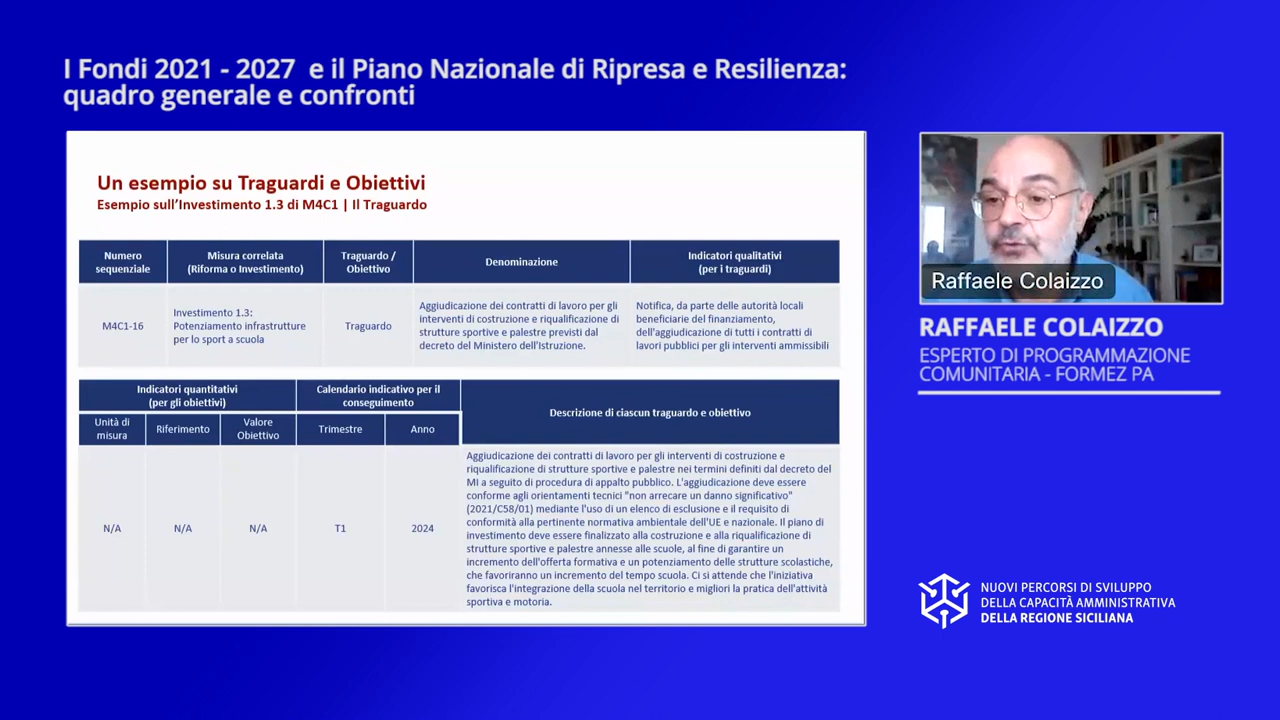 I Fondi 2021 - 2027 e il Piano Nazionale di Ripresa e Resilienza:
quadro generale e confronti
Un esempio su Traguardi e Obiettivi
Esempio sull'Investimento 1.3 di M4C1 | Il Traguardo
Numero
sequenziale
Misura correlata
(Riforma o Investimento)
Traguardo /
Obiettivo
Denominazione
Indicatori qualitativi
(per i traguardi)
M4C1-16
Investimento 1.3:
Potenziamento infrastrutture
per lo sport a scuola
Traguardo
Aggiudicazione dei contratti di lavoro per gli
interventi di costruzione e riqualificazione di
strutture sportive e palestre previsti dal
decreto del Ministero dell'Istruzione.
Notifica, da parte delle autorità locali
beneficiarie del finanziamento,
dell'aggiudicazione di tutti i contratti di
lavori pubblici per gli interventi ammissibili
Indicatori quantitativi
(per gli obiettivi)
Calendario indicativo per il
conseguimento
Descrizione di ciascun traguardo e obiettivo
Unità di
misura
Riferimento
Valore
Obiettivo
Trimestre
Anno
N/A
N/A
N/A
T1
2024
Aggiudicazione dei contratti di lavoro per gli interventi di costruzione e
riqualificazione di strutture sportive e palestre nei termini definiti dal decreto del
MI a seguito di procedura di appalto pubblico. L'aggiudicazione deve essere
conforme agli orientamenti tecnici "non arrecare un danno significativo"
(2021/C58/01) mediante l'uso di un elenco di esclusione e il requisito di
conformità alla pertinente normativa ambientale dell'UE e nazionale. Il piano di
investimento deve essere finalizzato alla costruzione e alla riqualificazione di
strutture sportive e palestre annesse alle scuole, al fine di garantire un
incremento dell'offerta formativa e un potenziamento delle strutture scolastiche,
che favoriranno un incremento del tempo scuola. Ci si attende che l'iniziativa
favorisca l'integrazione della scuola nel territorio e migliori la pratica dell'attività
sportiva e motoria.
Raffaele Colaizzo
RAFFAELE COLAIZZO
ESPERTO DI PROGRAMMAZIONE
COMUNITARIA - FORMEZ PA
NUOVI PERCORSI DI SVILUPPO
DELLA CAPACITÀ AMMINISTRATIVA
DELLA REGIONE SICILIANA